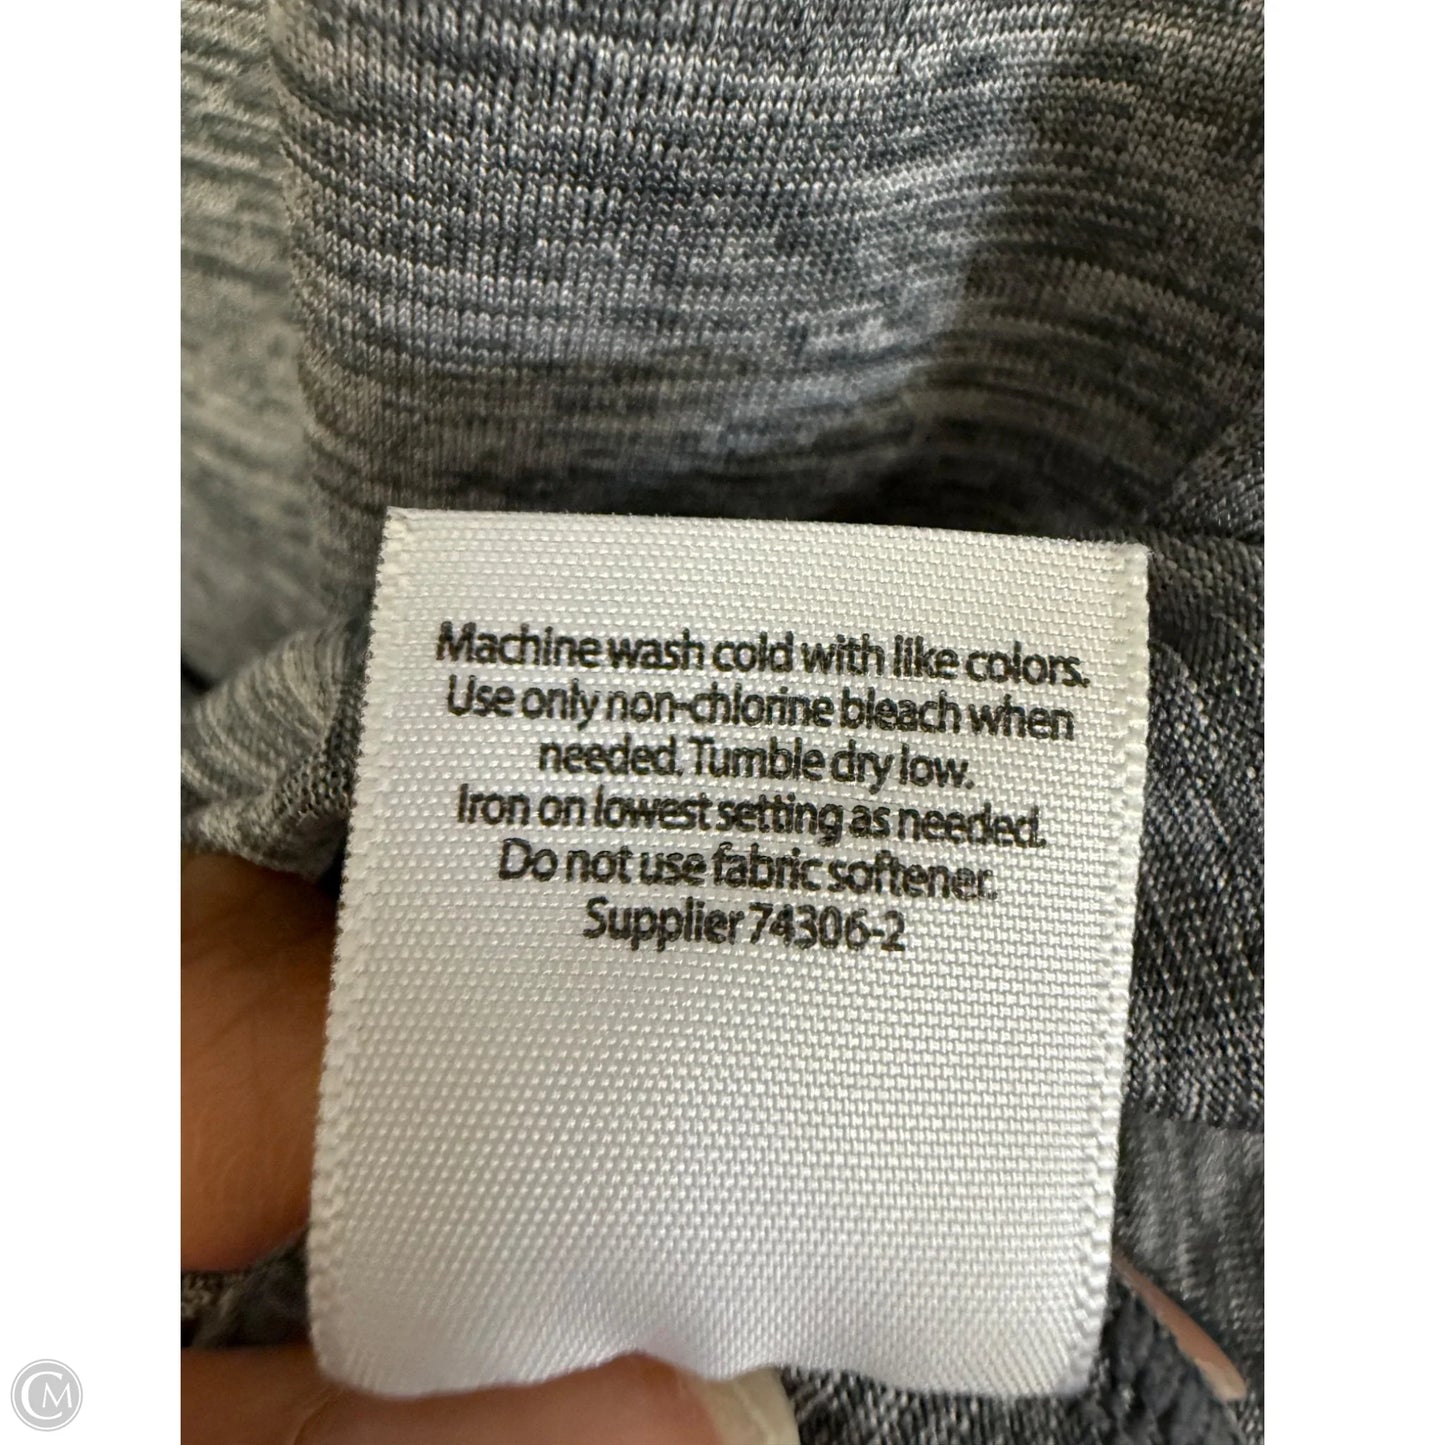 Machine wash cold with like colors.
Use only non-chlorine bleach when
needed. Tumble dry low.
Iron on lowest setting as needed.
Do not use fabric softener.
Supplier 74306-2
CM